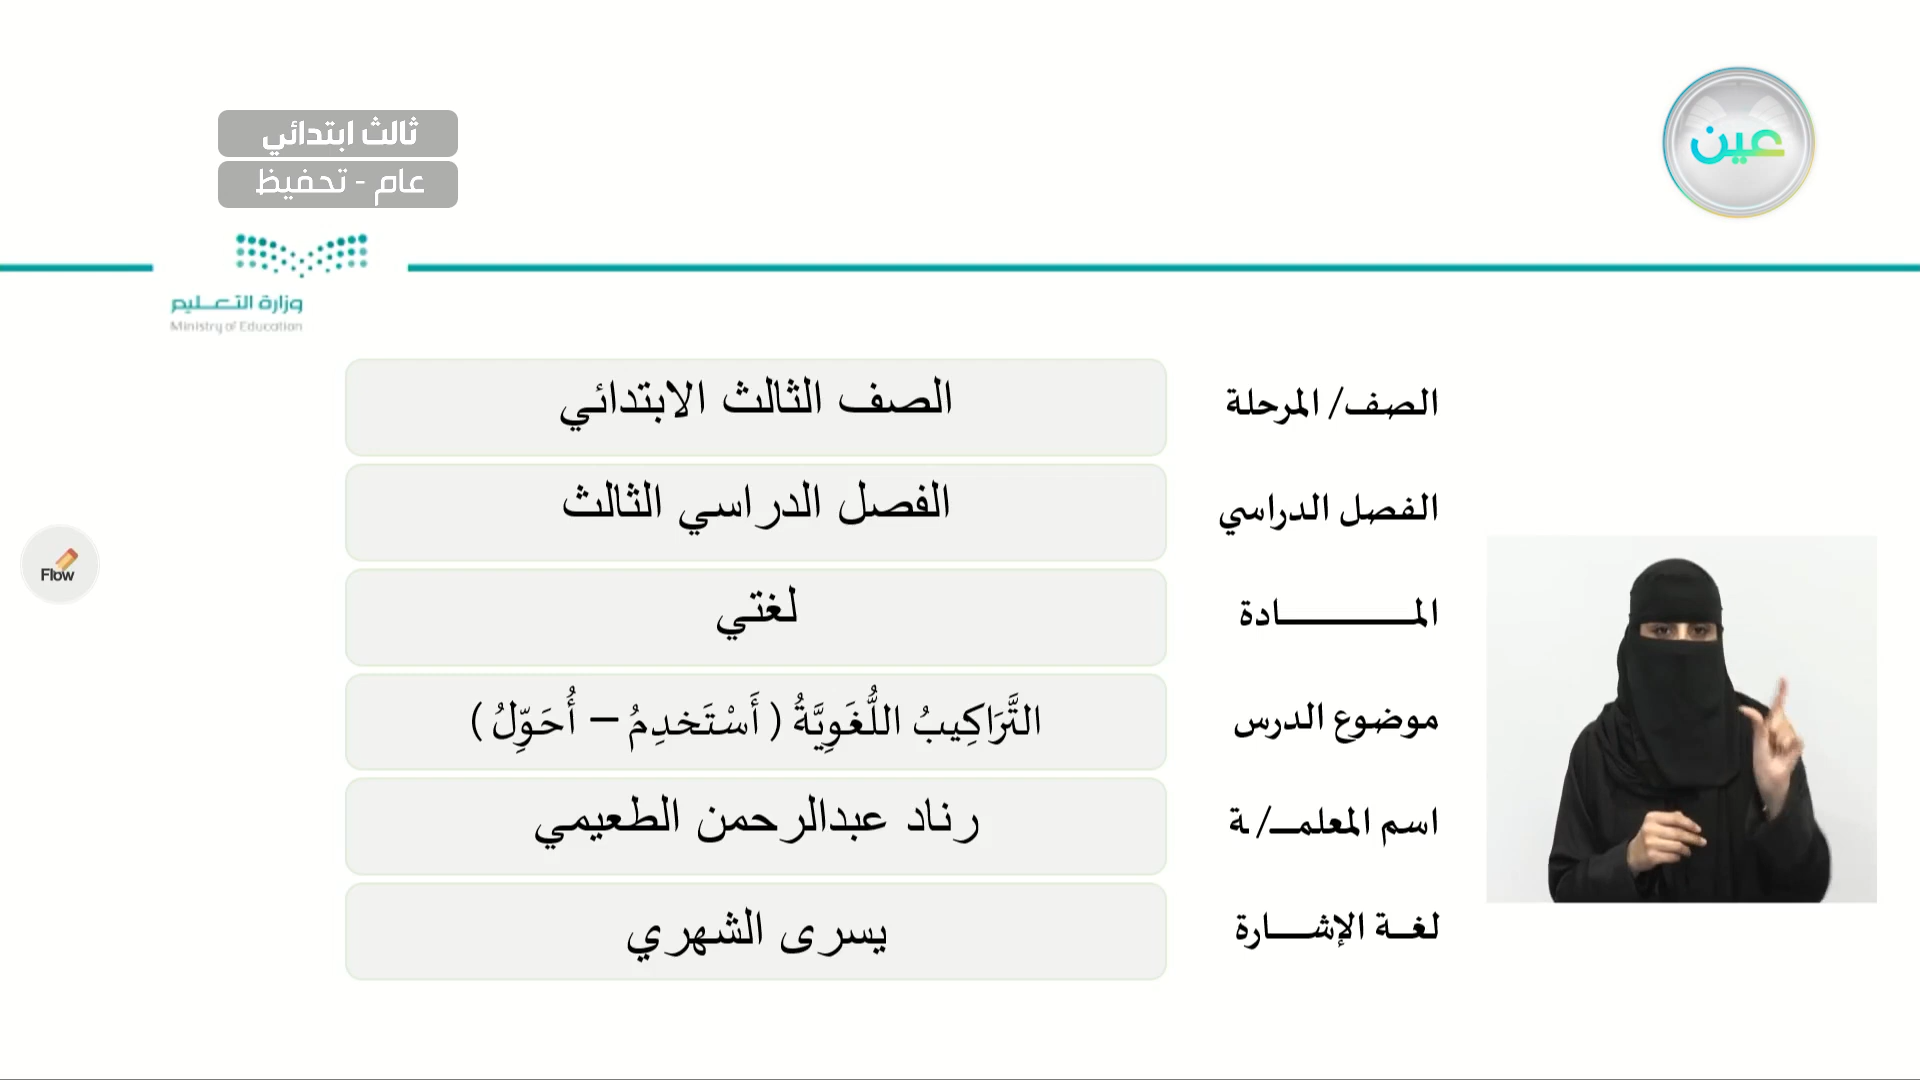 عين
ثالث ابتدائي
عام - تحفيظ
وزارة التعـــليم
Ministry of Education
الصف/ المرحلة
الصف الثالث الابتدائي
الفصل الدراسي
الفصل الدراسي الثالث
المـــــــــــــادة
لغتي
موضوع الدرس
التَّرَاكِيبُ اللُّغَوِيَّةُ ( أَسْتَخدِمُ – أُحَوِّلُ )
اسم المعلمــ/ ـة
رناد عبدالرحمن الطعيمي
لغــة الإشــــارة
يسرى الشهري
Flow